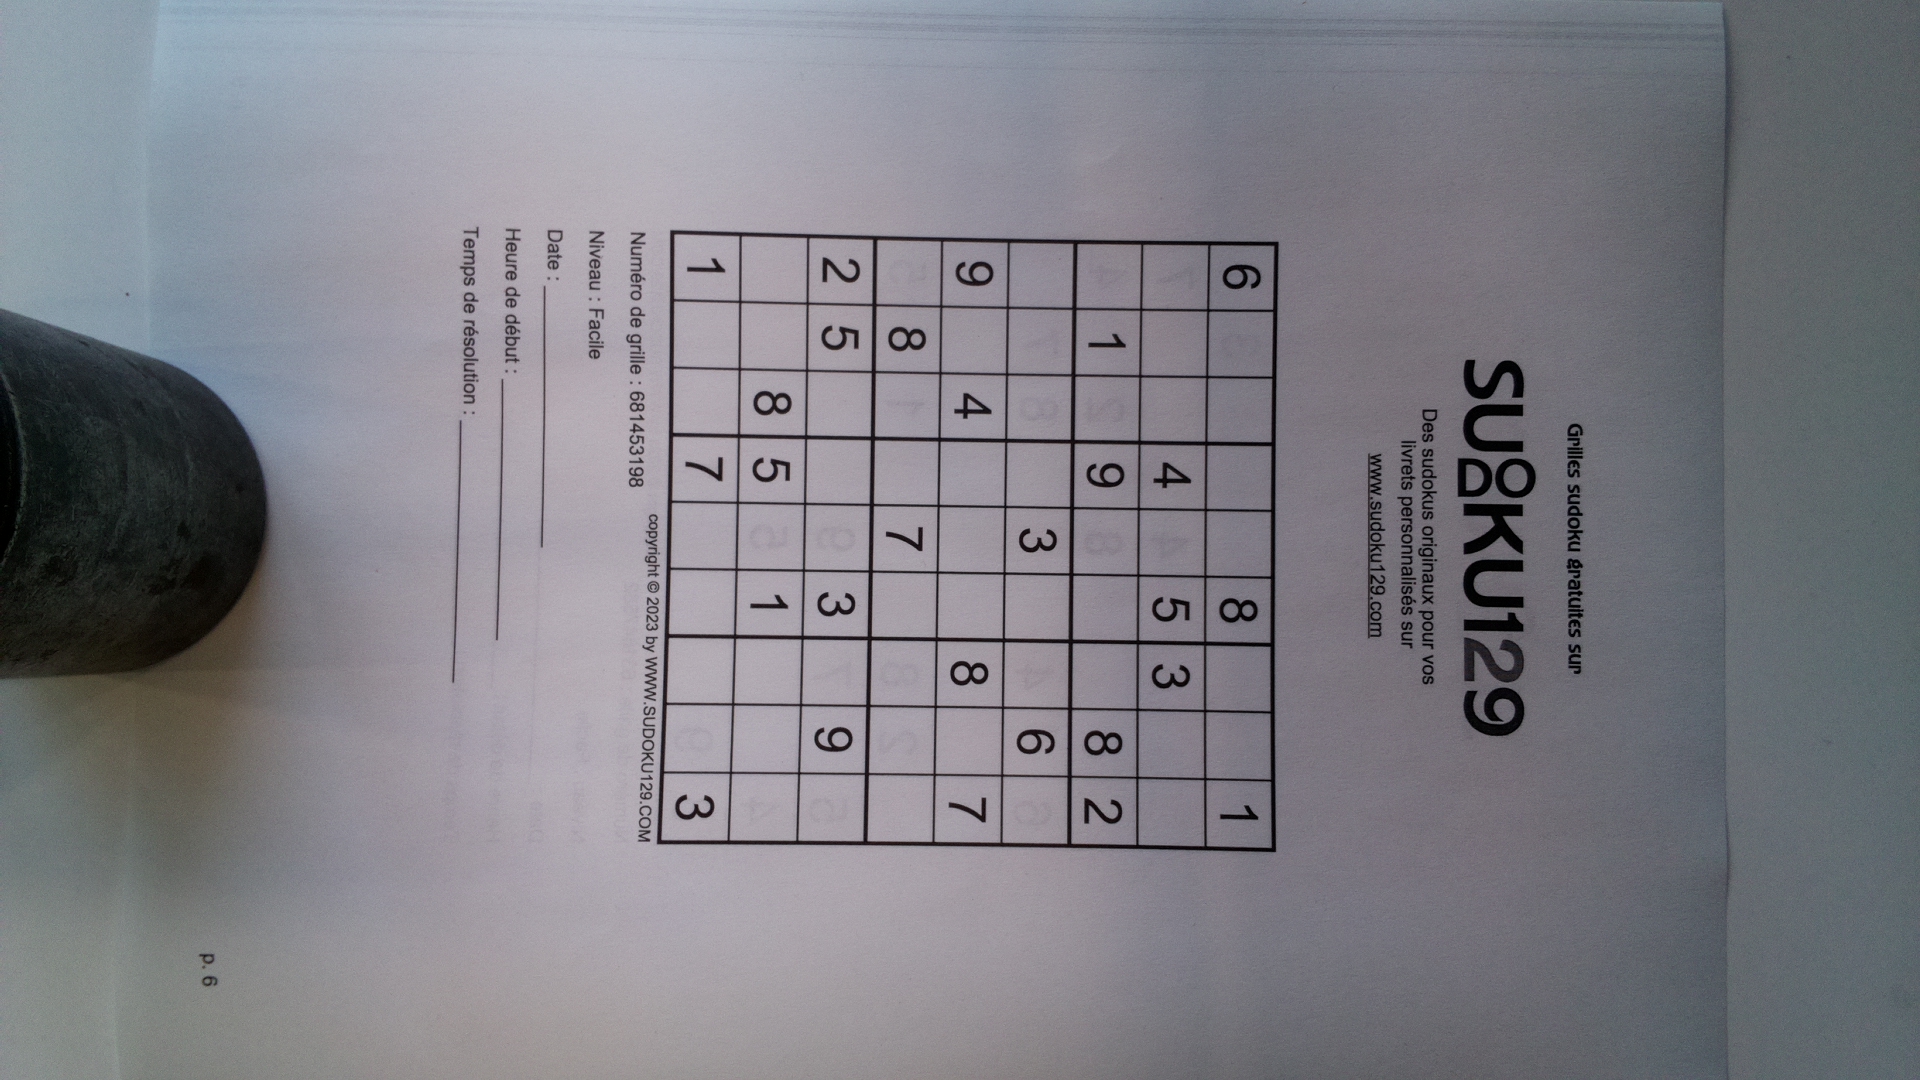 Grilles sudoku gratuites sur
SUDOKU129
Des sudokus originaux pour vos
livrets personnalisés sur
www.sudoku129.com
6 8 1
4 5 3
1 9 8 2
3 6
9 4 8 7
8 7
2 5 3 9
8 5 1
1 7 3
copyright © 2023 by WWW.SUDOKU129.COM
Numéro de grille : 681453198
Niveau : Facile
Date :
Heure de début :
Temps de résolution :
p. 6